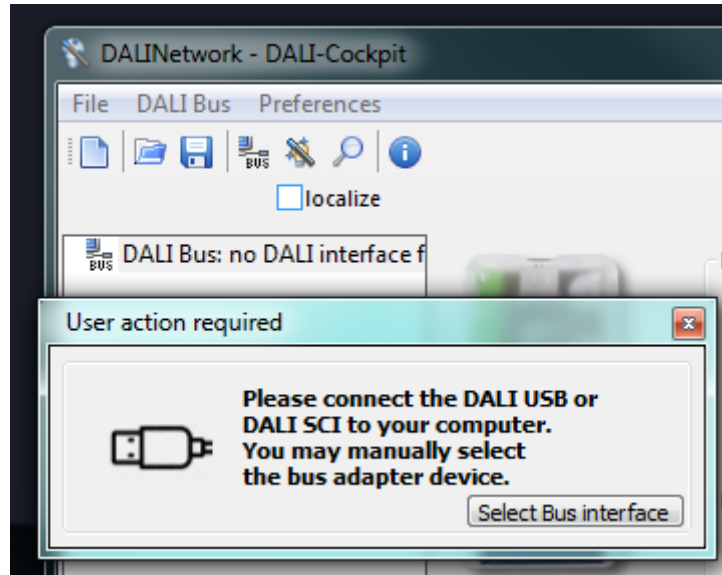 DALINetwork - DALI-Cockpit
File DALI Bus Preferences
BUS
localize
BUS DALI Bus: no DALI interface f
User action required
Please connect the DALI USB or
DALI SCI to your computer.
You may manually select
the bus adapter device.
Select Bus interface